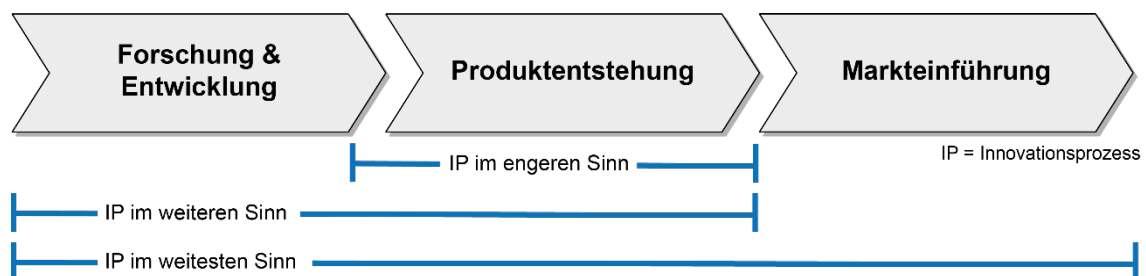 Forschung &
Entwicklung
Produktentstehung
Markteinführung
IP = Innovationsprozess
IP im engeren Sinn
IP im weiteren Sinn
IP im weitesten Sinn